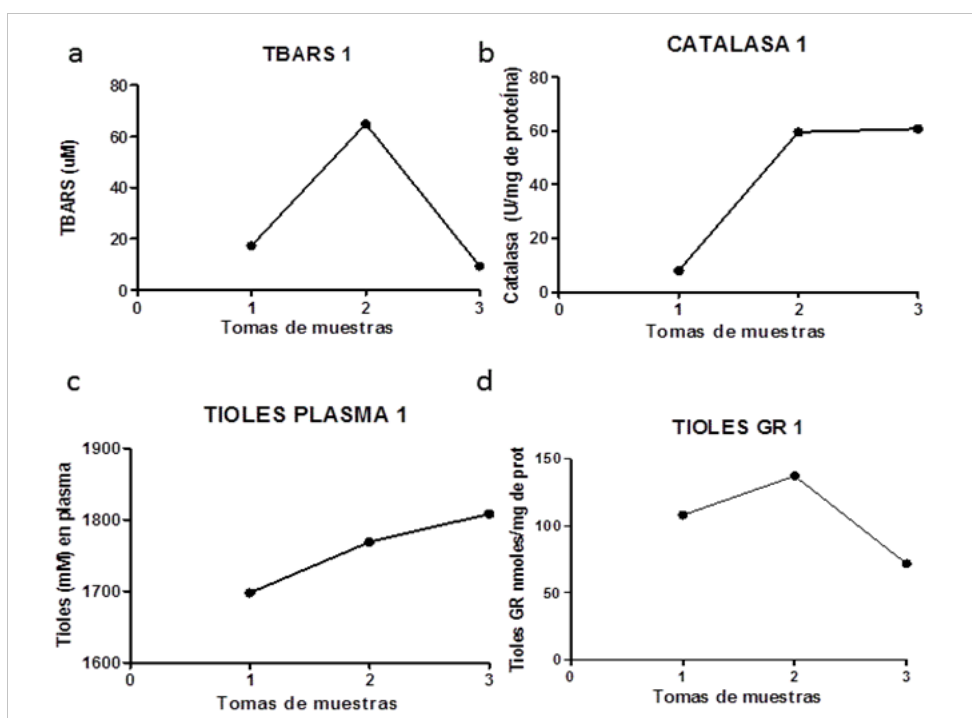 a
TBARS 1
TBARS (uM)
80
60
40
20
0
0 1 2 3
Tomas de muestras
b
CATALASA 1
Catalasa (U/mg de proteína)
80
60
40
20
0
0 1 2 3
Tomas de muestras
c
TIOLES PLASMA 1
Tioles (mM) en plasma
1900
1800
1700
1600
0 1 2 3
Tomas de muestras
d
TIOLES GR 1
Tioles GR nmoles/mg de prot
150
100
50
0
0 1 2 3
Tomas de muestras